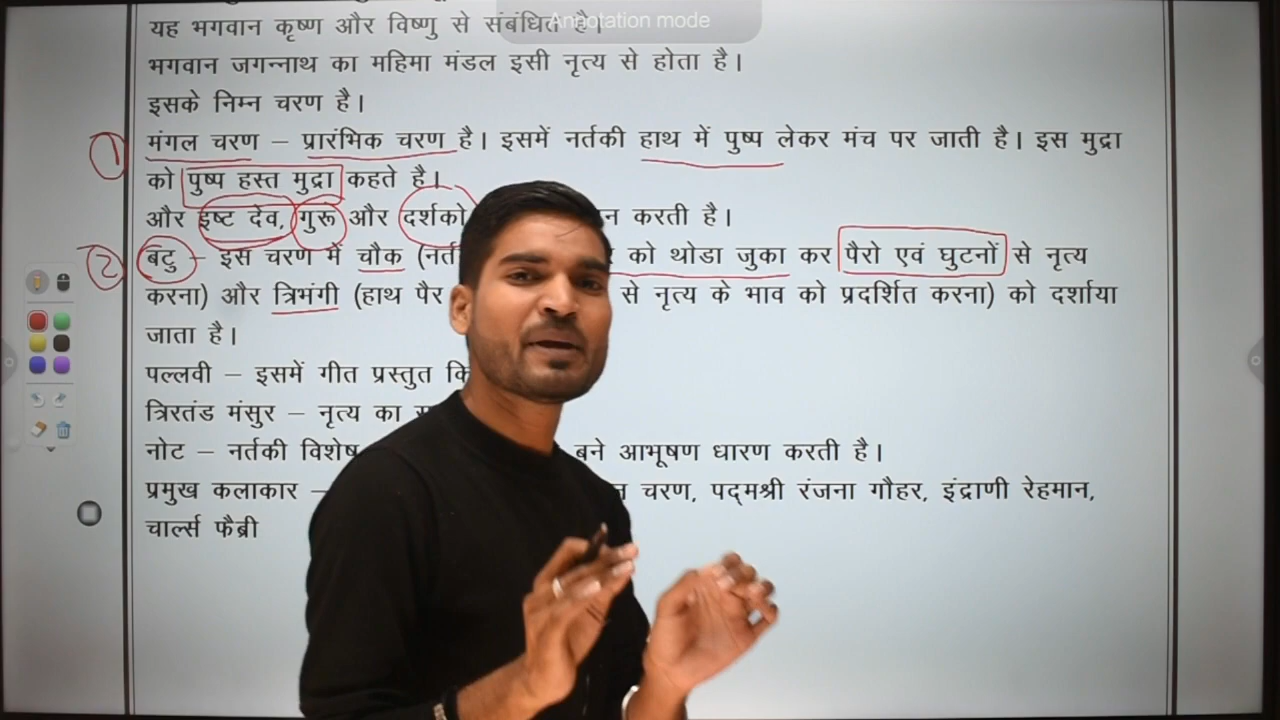 Annotation mode
यह भगवान कृष्ण और विष्णु से संबंधित है।
भगवान जगन्नाथ का महिमा मंडल इसी नृत्य से होता है।
इसके निम्न चरण है।
① मंगल चरण – प्रारंभिक चरण है। इसमें नर्तकी हाथ में पुष्प लेकर मंच पर जाती है। इस मुद्रा
को पुष्प हस्त मुद्रा कहते है।
और इष्ट देव, गुरू और दर्शको न करती है।
② बटु – इस चरण में चौक को थोडा जुका कर पैरो एवं घुटनों से नृत्य
करना) और त्रिभंगी (हाथ पैर से नृत्य के भाव को प्रदर्शित करना) को दर्शाया
जाता है।
पल्लवी – इसमें गीत प्रस्तुत
त्रिरतंड मंसुर – नृत्य का
नोट – नर्तकी विशेष बने आभूषण धारण करती है।
प्रमुख कलाकार – चरण, पद्मश्री रंजना गौहर, इंद्राणी रेहमान,
चार्ल्स फैब्री